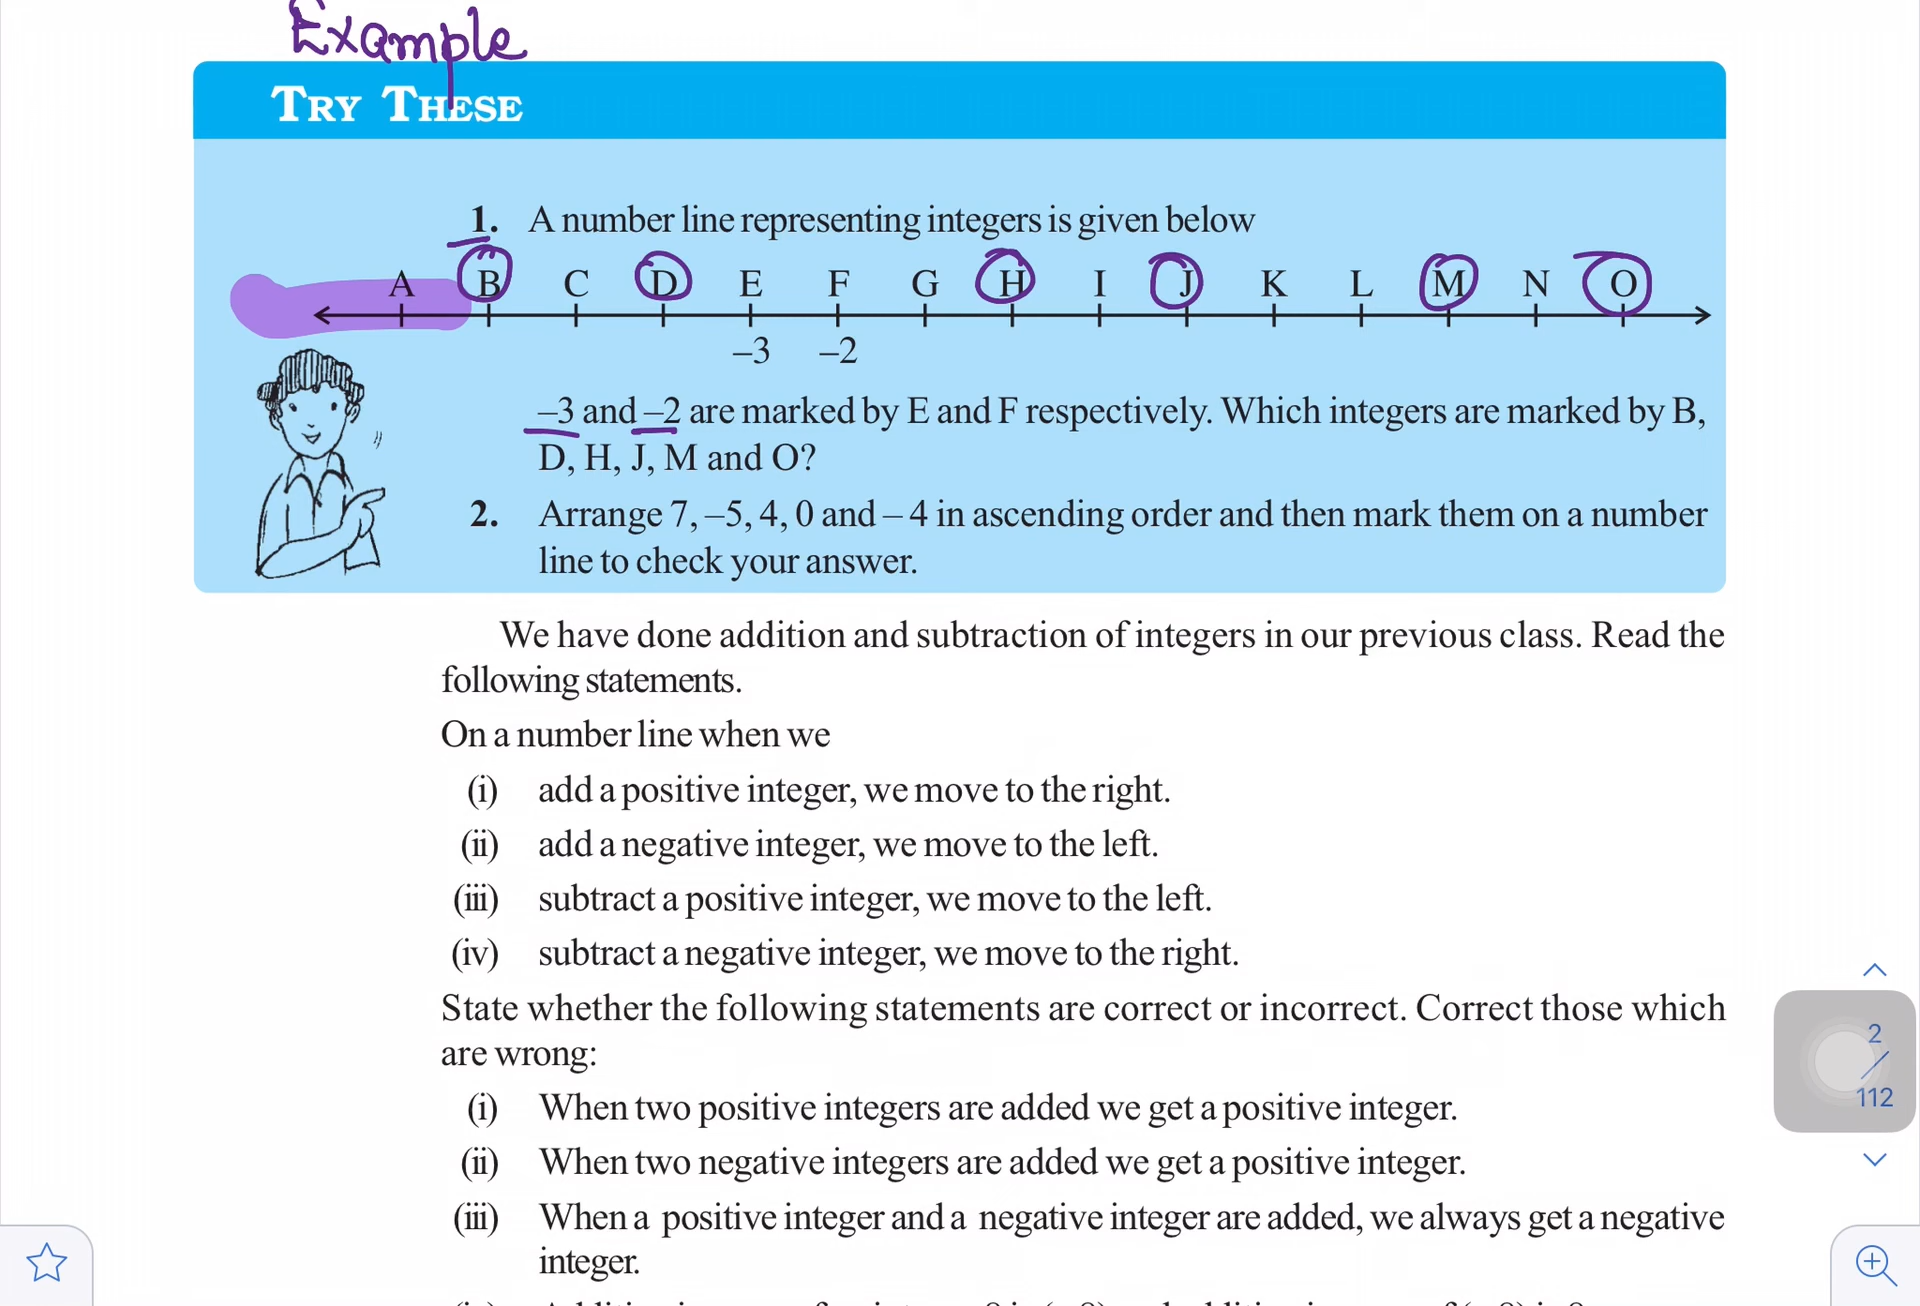 Example
TRY THESE
1. A number line representing integers is given below
A B C D E F G H I J K L M N O
–3 –2
–3 and –2 are marked by E and F respectively. Which integers are marked by B,
D, H, J, M and O?
2. Arrange 7, –5, 4, 0 and – 4 in ascending order and then mark them on a number
line to check your answer.
We have done addition and subtraction of integers in our previous class. Read the
following statements.
On a number line when we
(i) add a positive integer, we move to the right.
(ii) add a negative integer, we move to the left.
(iii) subtract a positive integer, we move to the left.
(iv) subtract a negative integer, we move to the right.
State whether the following statements are correct or incorrect. Correct those which
are wrong:
(i) When two positive integers are added we get a positive integer.
(ii) When two negative integers are added we get a positive integer.
(iii) When a positive integer and a negative integer are added, we always get a negative
integer.
2
/
112